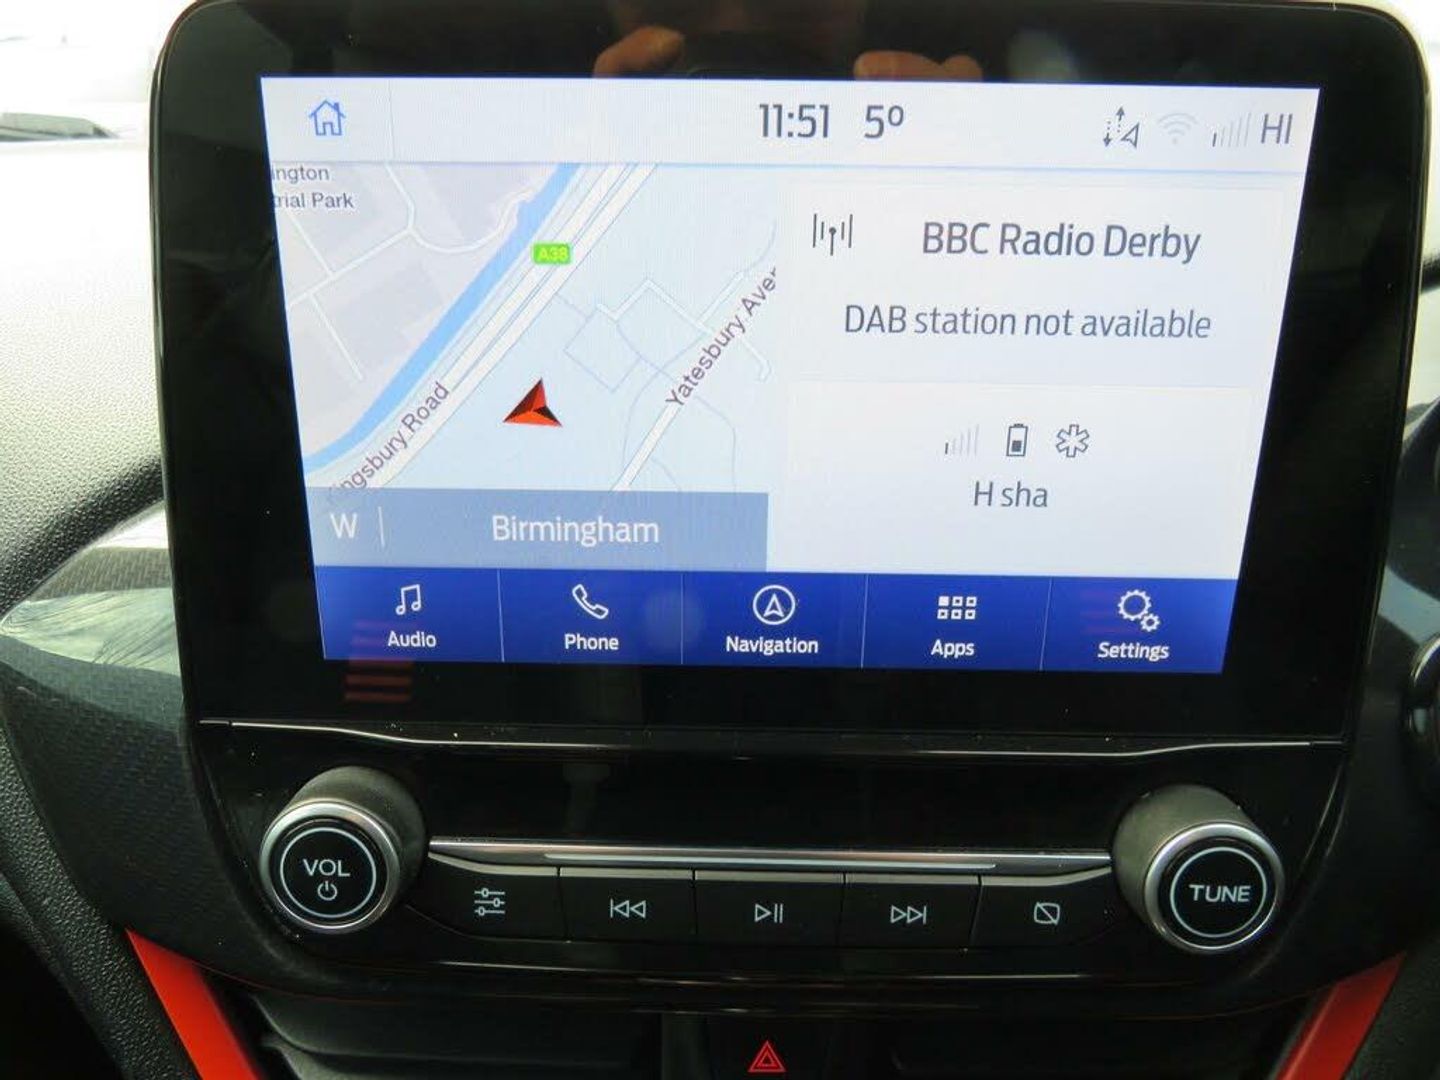 11:51 5º
HI
ington
trial Park
A38
Yatesbury Aven
ngsbury Road
W
Birmingham
BBC Radio Derby
DAB station not available
H sha
Audio
Phone
Navigation
Apps
Settings
VOL
TUNE